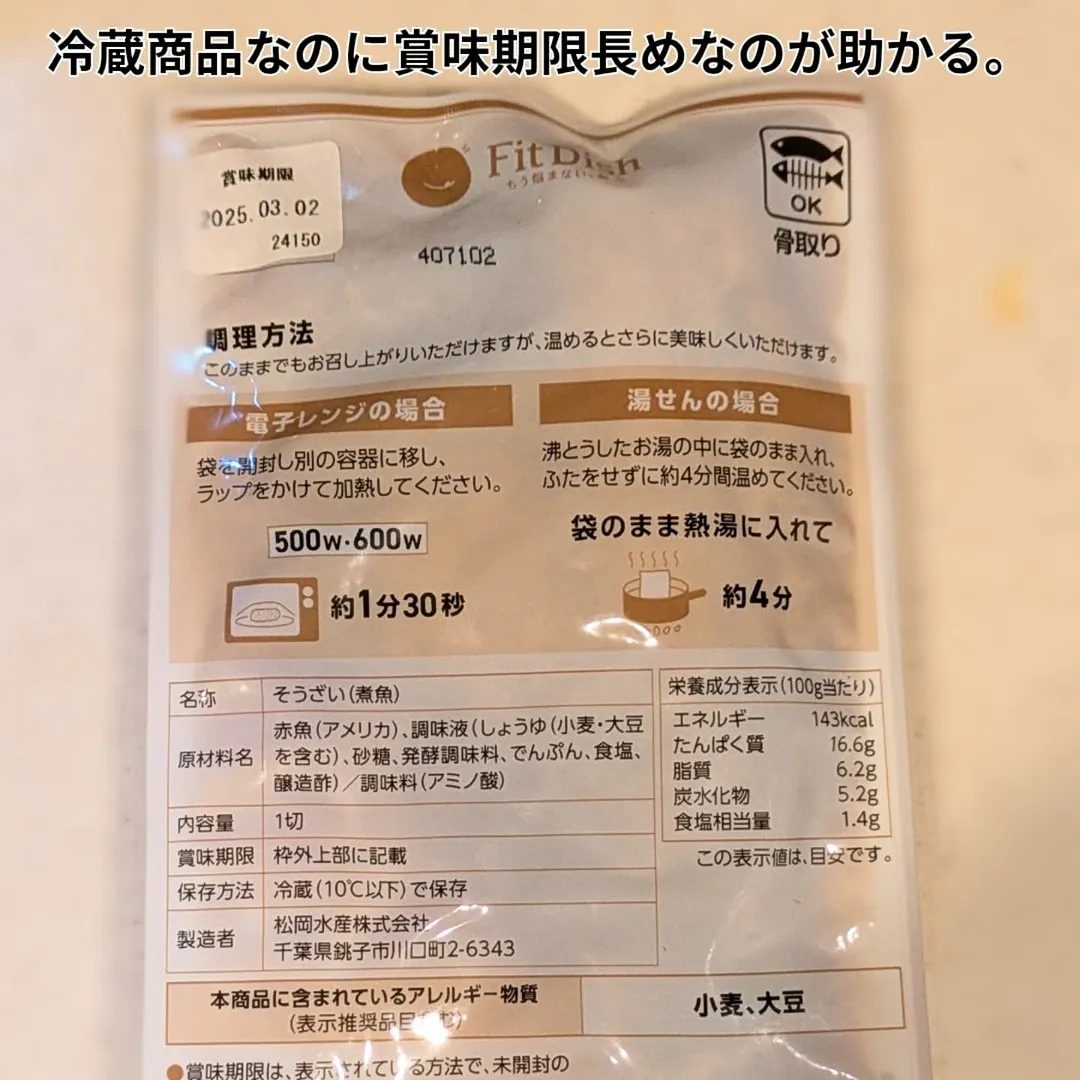 冷蔵商品なのに賞味期限長めなのが助かる。
賞味期限
2025.03.02
24150
407102
Fit Dish
もう悩まない、
OK
骨取り
調理方法
このままでもお召し上がりいただけますが、温めるとさらに美味しくいただけます。
電子レンジの場合
袋を開封し別の容器に移し、
ラップをかけて加熱してください。
500W・600W
約1分30秒
湯せんの場合
沸とうしたお湯の中に袋のまま入れ、
ふたをせずに約4分間温めてください。
袋のまま熱湯に入れて
約4分
名称 そうざい(煮魚)
原材料名 赤魚(アメリカ)、調味液(しょうゆ(小麦・大豆
を含む)、砂糖、発酵調味料、でんぷん、食塩、
醸造酢)/調味料(アミノ酸)
内容量 1切
賞味期限 枠外上部に記載
保存方法 冷蔵(10℃以下)で保存
製造者 松岡水産株式会社
千葉県銚子市川口町2-6343
栄養成分表示(100g当たり)
エネルギー 143kcal
たんぱく質 16.6g
脂質 6.2g
炭水化物 5.2g
食塩相当量 1.4g
この表示値は、目安です。
本商品に含まれているアレルギー物質
(表示推奨品目含む)
小麦、大豆
●賞味期限は、表示されている方法で、未開封の